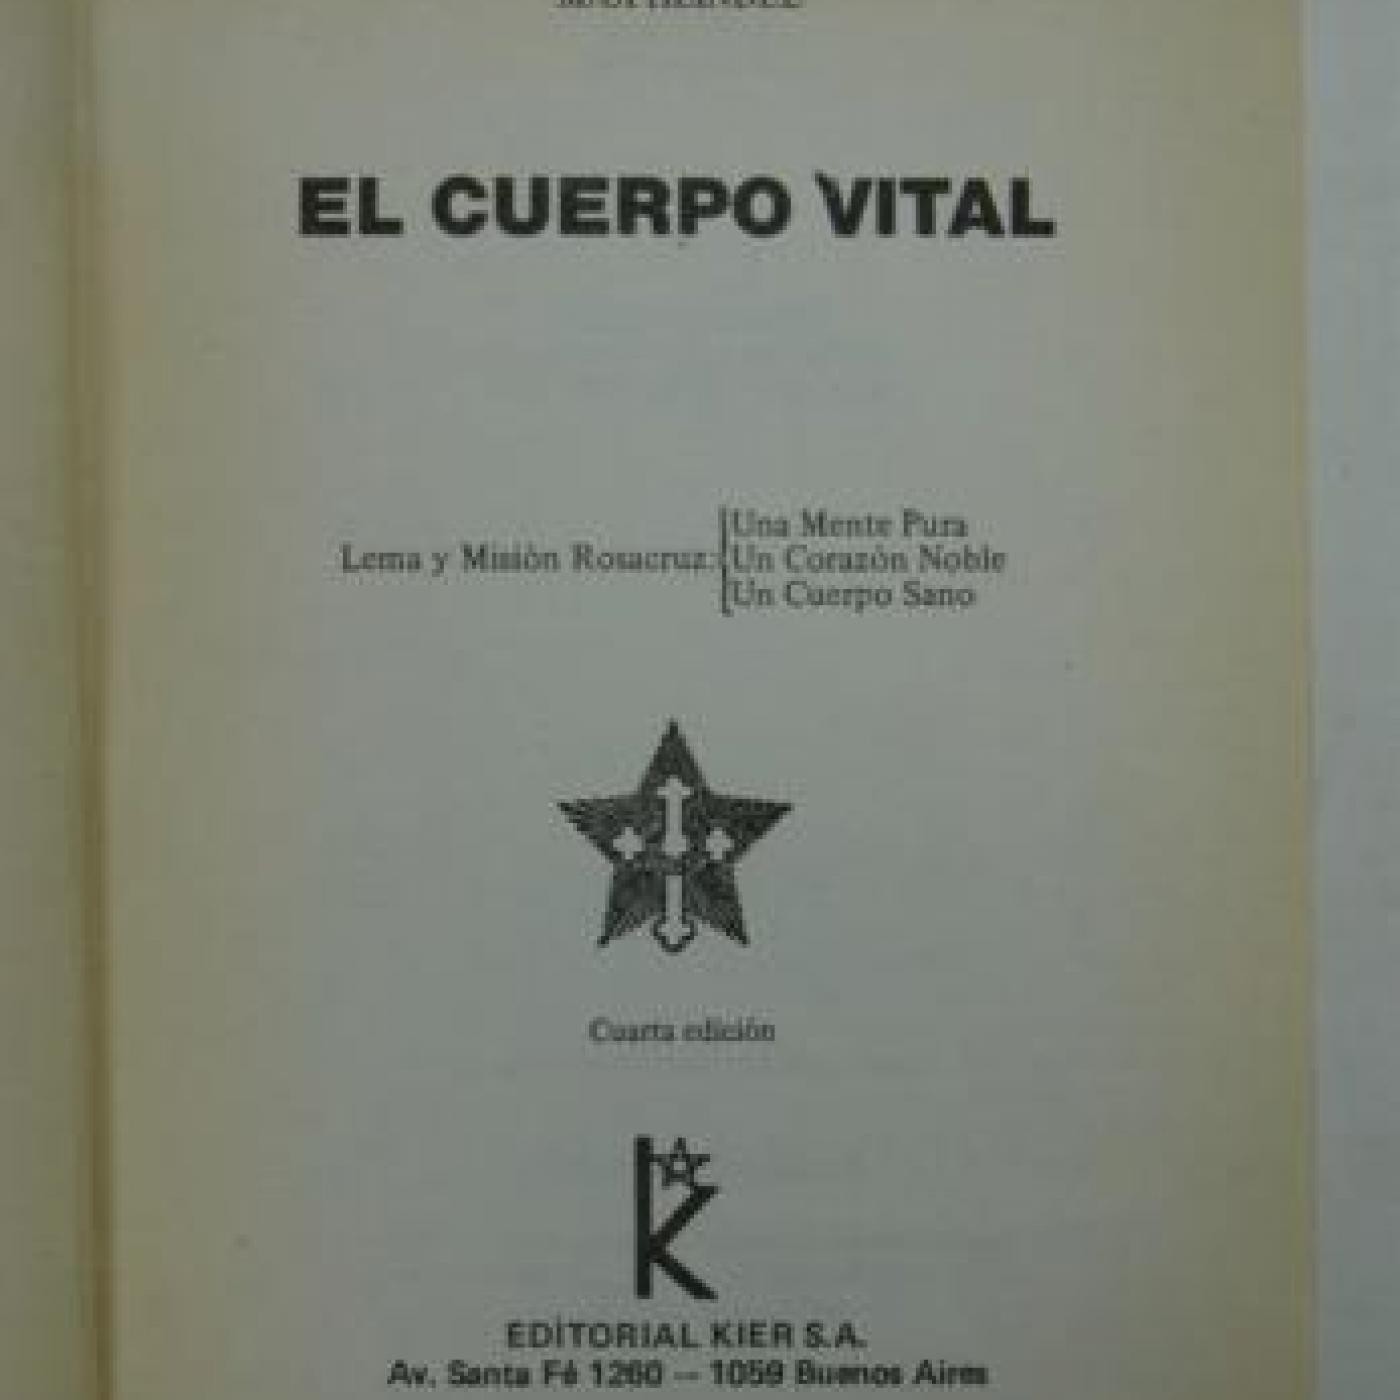 EL CUERPO VITAL
Una Mente Pura
Lema y Misión Rosacruz: Un Corazón Noble
Un Cuerpo Sano
Cuarta edición
K
EDITORIAL KIER S.A.
Av. Santa Fé 1260 — 1059 Buenos Aires